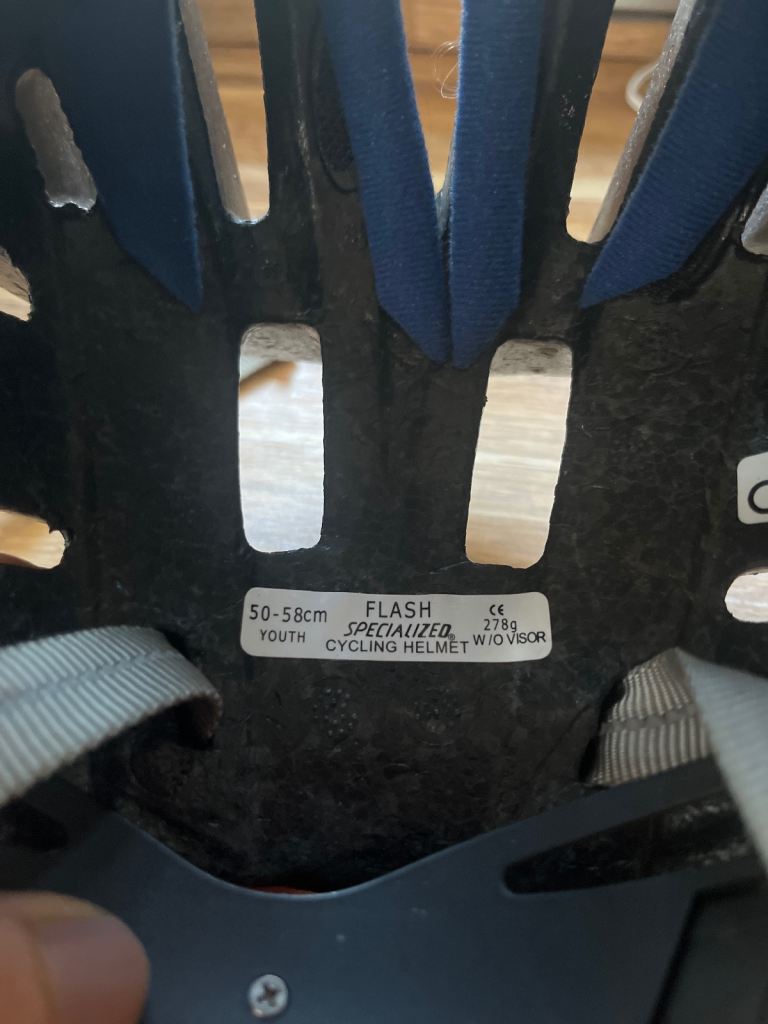 50-58cm FLASH CE
YOUTH SPECIALIZED® 278g
CYCLING HELMET W/O VISOR